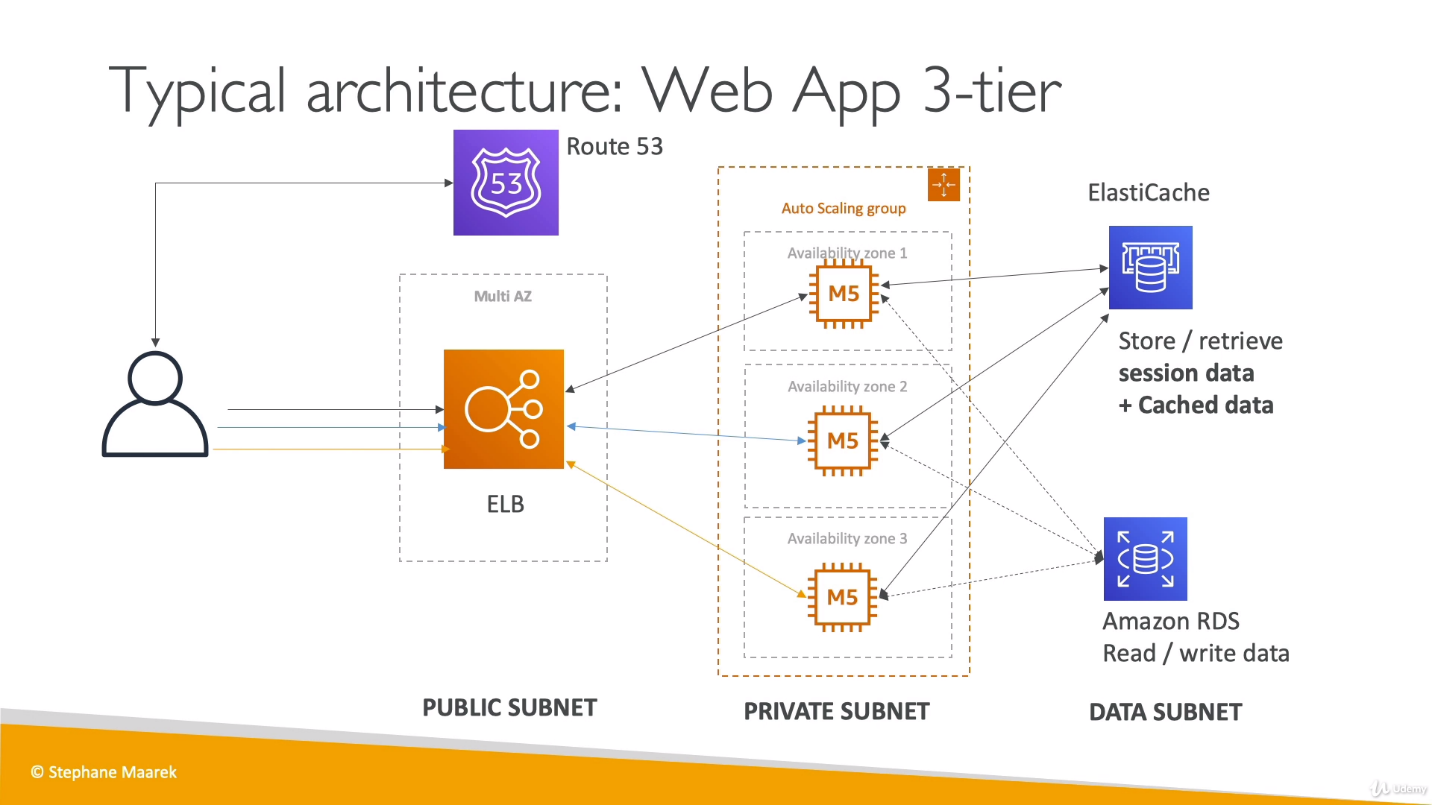 Typical architecture: Web App 3-tier
53
Route 53
Multi AZ
ELB
Auto Scaling group
Availability zone 1
M5
Availability zone 2
M5
Availability zone 3
M5
ElastiCache
Store / retrieve
session data
+ Cached data
Amazon RDS
Read / write data
PUBLIC SUBNET
PRIVATE SUBNET
DATA SUBNET
© Stephane Maarek
Udemy